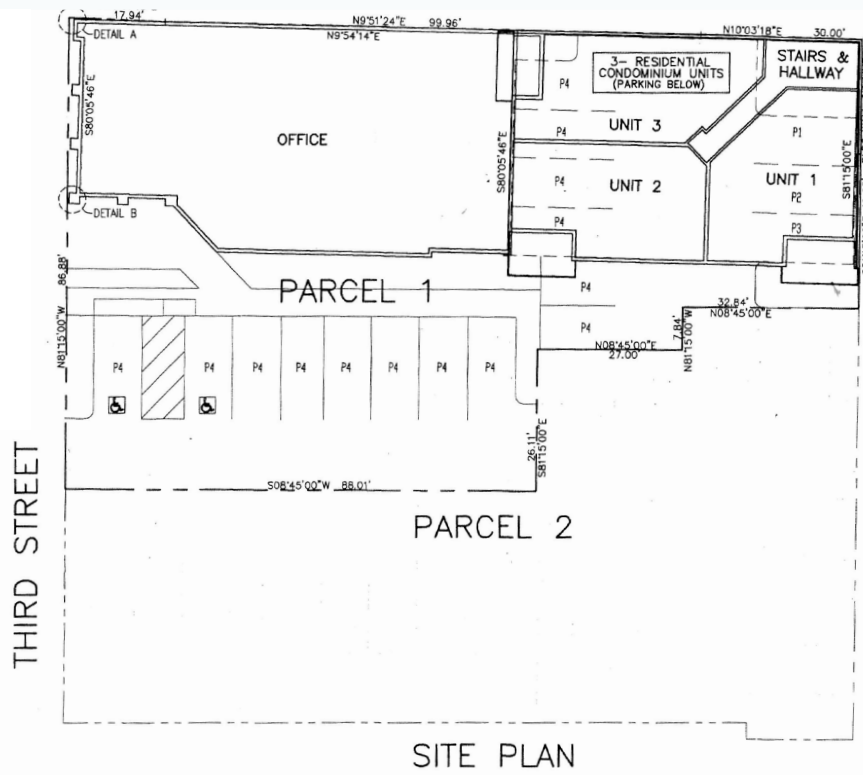 17.94'
N9°51'24"E 99.96'
N10°03'18"E 30.00'
DETAIL A
N9°54'14"E
S80°05'46"E
OFFICE
3- RESIDENTIAL
CONDOMINIUM UNITS
(PARKING BELOW)
STAIRS &
HALLWAY
P4
P4
UNIT 3
P1
S80°05'46"E
P4
UNIT 2
P4
UNIT 1
P2
P3
S81°15'00"E
DETAIL B
86.88'
N81°15'00"W
PARCEL 1
P4
P4
32.84'
N08°45'00"E
7.84'
N81°15'00"W
N08°45'00"E
27.00
P4
P4
P4
P4
P4
P4
P4
P4
26.11'
S81°15'00"E
S08°45'00"W 88.01'
PARCEL 2
THIRD STREET
SITE PLAN